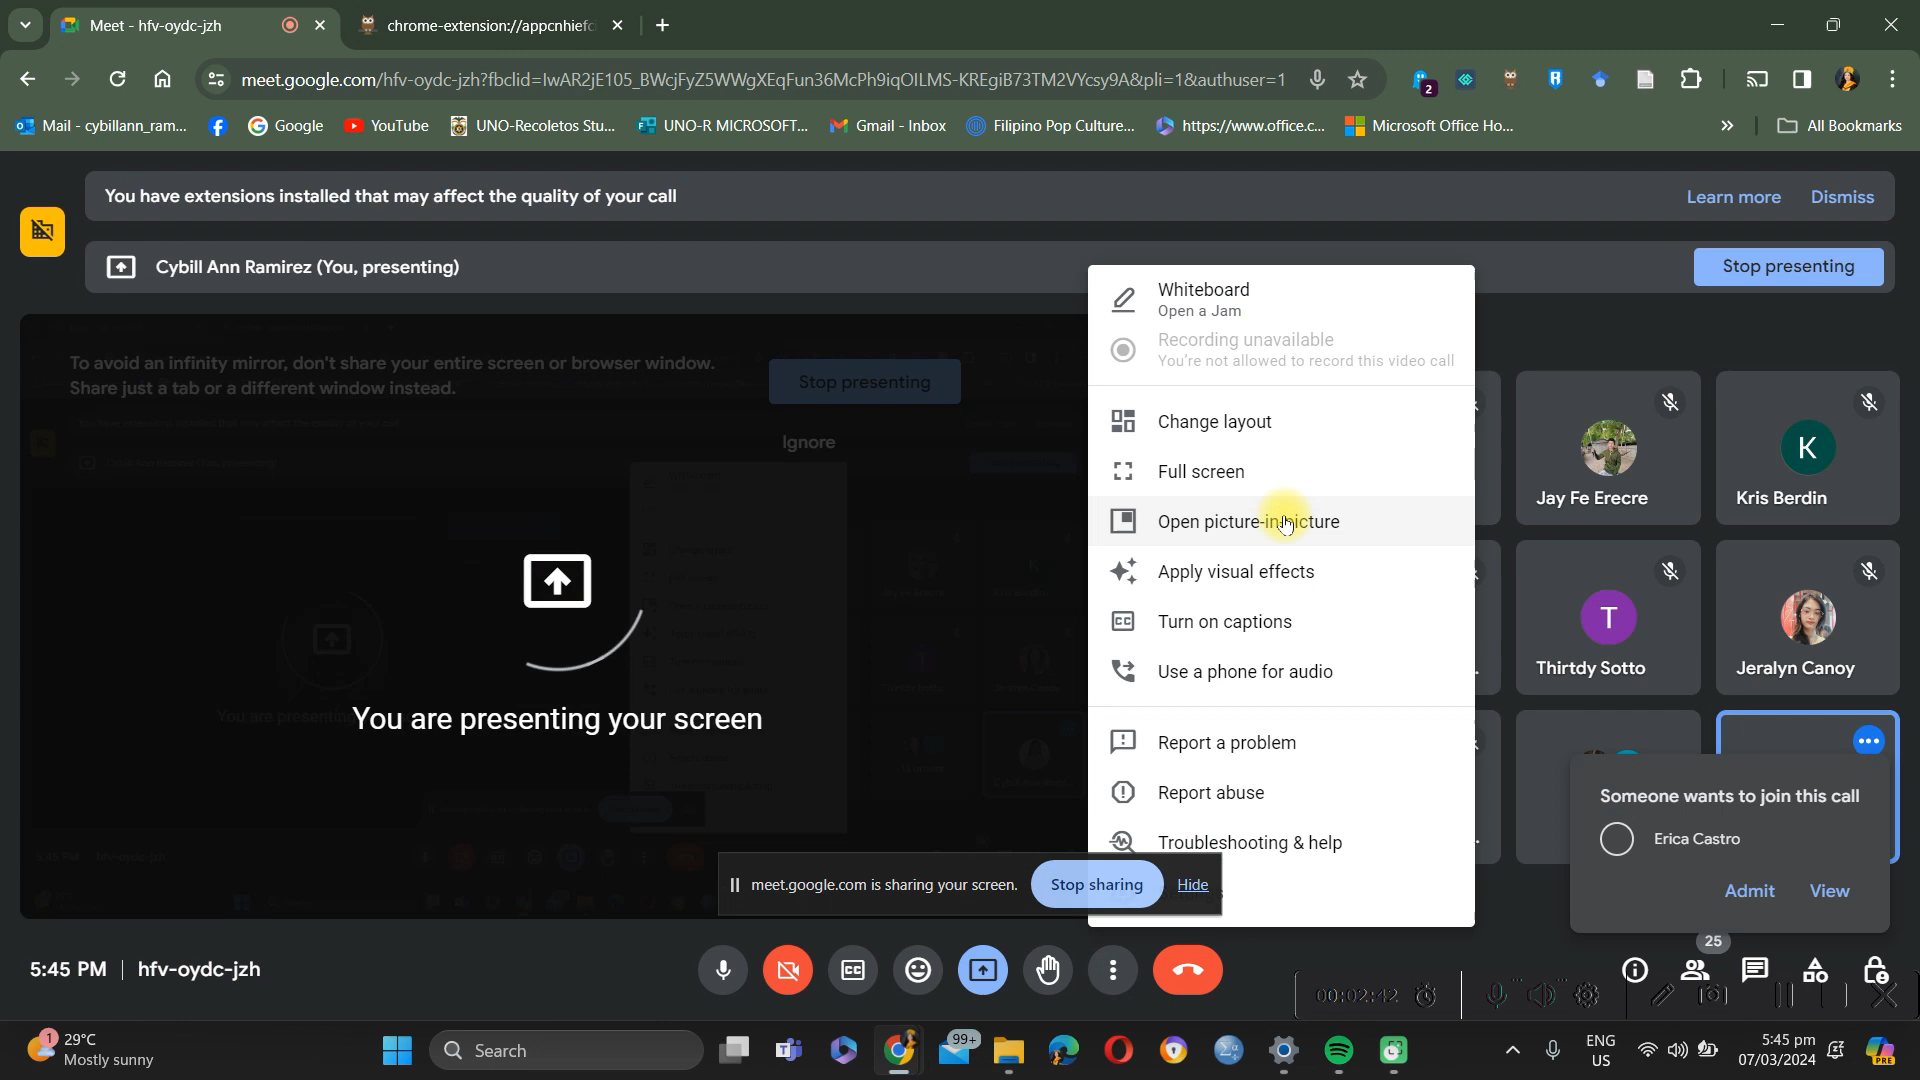 Meet - hfv-oydc-jzh
chrome-extension://appcnhiefc
meet.google.com/hfv-oydc-jzh?fbclid=IwAR2jE105_BWcjFyZ5WWgXEqFun36McPh9iqOILMS-KREgiB73TM2VYcsy9A&pli=1&authuser=1
2
Mail - cybillann_ram...
Google
YouTube
UNO-Recoletos Stu...
UNO-R MICROSOFT...
Gmail - Inbox
Filipino Pop Culture...
https://www.office.c...
Microsoft Office Ho...
All Bookmarks
You have extensions installed that may affect the quality of your call
Learn more
Dismiss
Cybill Ann Ramirez (You, presenting)
Stop presenting
To avoid an infinity mirror, don't share your entire screen or browser window.
Share just a tab or a different window instead.
Stop presenting
Ignore
You are presenting your screen
Whiteboard
Open a Jam
Recording unavailable
You're not allowed to record this video call
Change layout
Full screen
Open picture-in-picture
Apply visual effects
Turn on captions
Use a phone for audio
Report a problem
Report abuse
Troubleshooting & help
Jay Fe Erecre
K
Kris Berdin
T
Thirtdy Sotto
Jeralyn Canoy
Someone wants to join this call
Erica Castro
Admit
View
meet.google.com is sharing your screen.
Stop sharing
Hide
5:45 PM
hfv-oydc-jzh
25
00:02:42
1
29°C
Mostly sunny
Search
99+
ENG
US
5:45 pm
07/03/2024
PRE